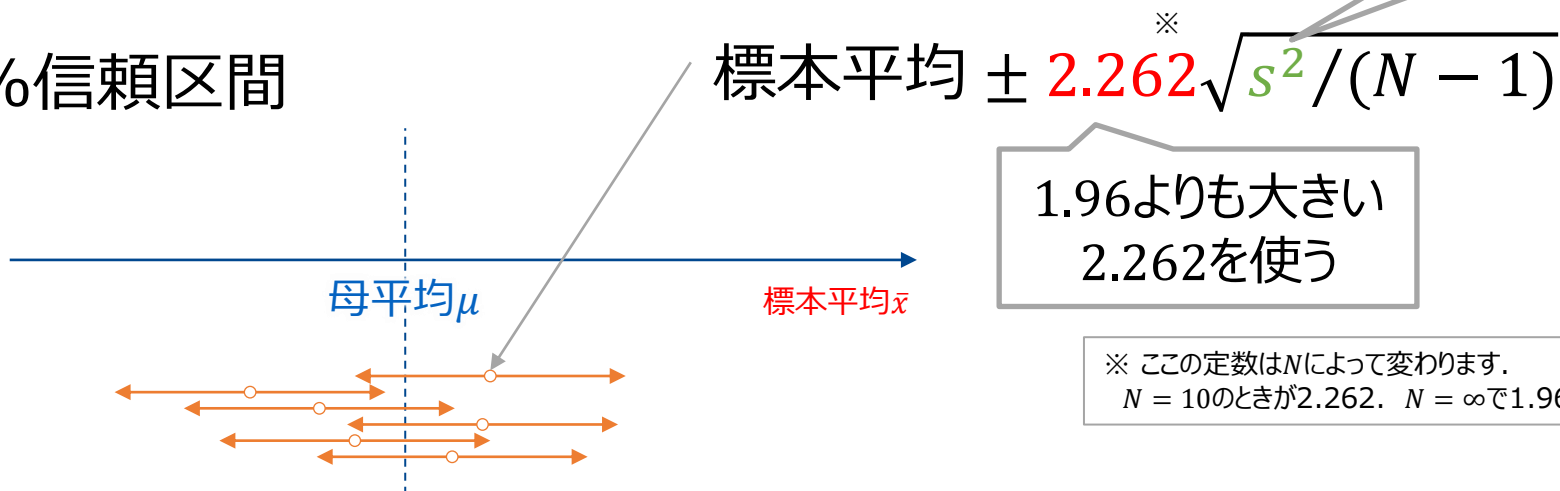 %信頼区間
※
標本平均 ± 2.262√s²/(N − 1)
1.96よりも大きい
2.262を使う
母平均μ
標本平均x̄
※ ここの定数はNによって変わります.
N = 10のときが2.262. N = ∞で1.96